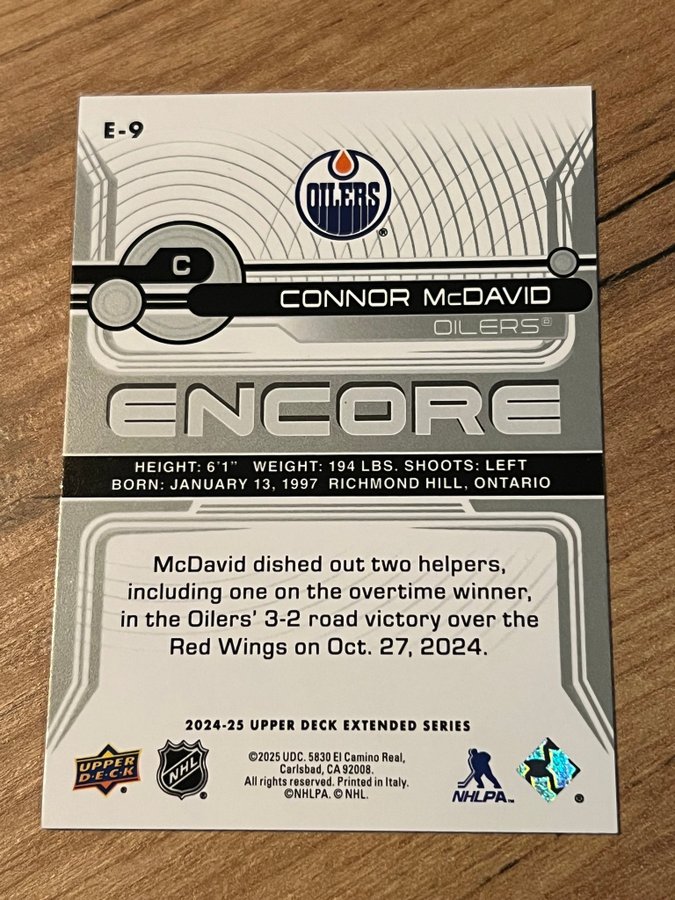 E-9
OILERS
®
C
CONNOR McDAVID
OILERS®
ENCORE
HEIGHT: 6'1" WEIGHT: 194 LBS. SHOOTS: LEFT
BORN: JANUARY 13, 1997 RICHMOND HILL, ONTARIO
McDavid dished out two helpers,
including one on the overtime winner,
in the Oilers' 3-2 road victory over the
Red Wings on Oct. 27, 2024.
2024-25 UPPER DECK EXTENDED SERIES
UPPER
D·E·C·K
®
NHL
®
©2025 UDC. 5830 El Camino Real,
Carlsbad, CA 92008.
All rights reserved. Printed in Italy.
©NHLPA. © NHL.
NHLPA™
®